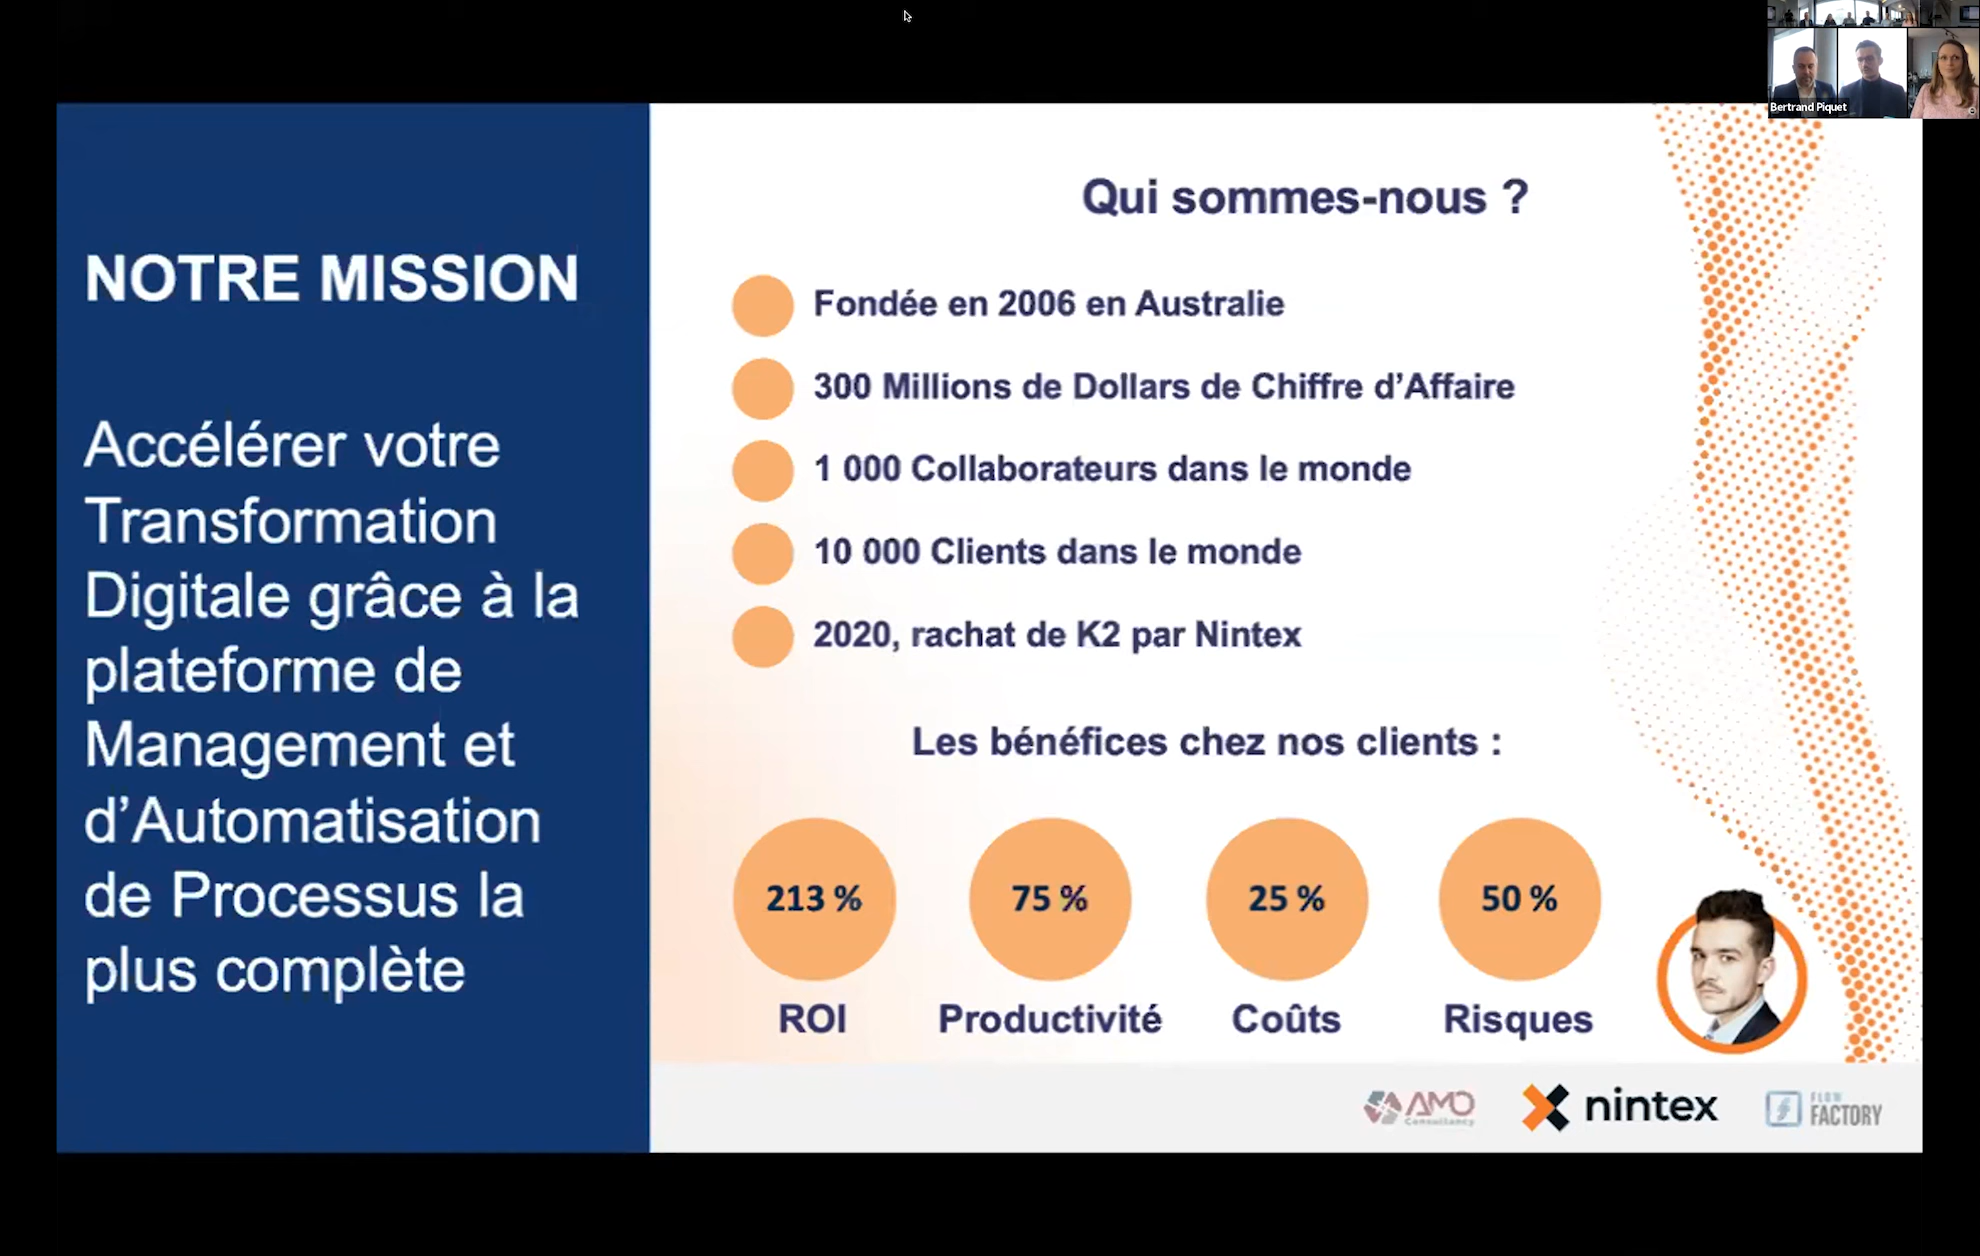 Bertrand Piquet
NOTRE MISSION
Accélérer votre
Transformation
Digitale grâce à la
plateforme de
Management et
d’Automatisation
de Processus la
plus complète
Qui sommes-nous ?
Fondée en 2006 en Australie
300 Millions de Dollars de Chiffre d’Affaire
1 000 Collaborateurs dans le monde
10 000 Clients dans le monde
2020, rachat de K2 par Nintex
Les bénéfices chez nos clients :
213 %
75 %
25 %
50 %
ROI
Productivité
Coûts
Risques
AMO
Consultancy
nintex
FLOW
FACTORY